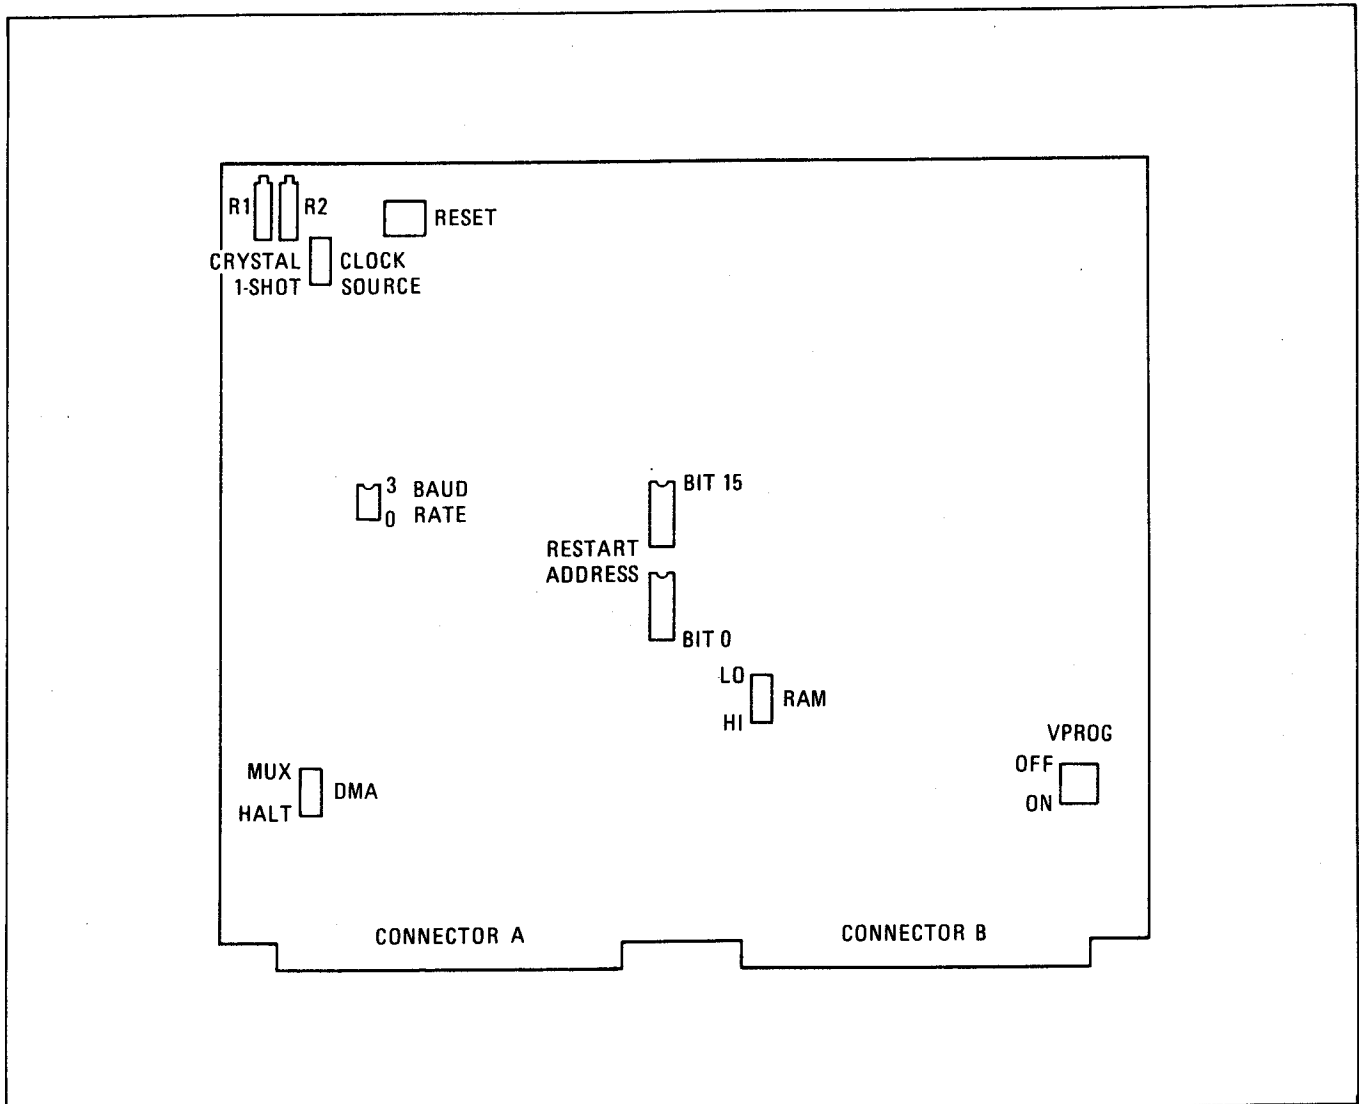 R1 R2
RESET
CRYSTAL
1-SHOT
CLOCK
SOURCE
3
0
BAUD
RATE
BIT 15
RESTART
ADDRESS
BIT 0
LO
HI
RAM
VPROG
OFF
ON
MUX
HALT
DMA
CONNECTOR A
CONNECTOR B